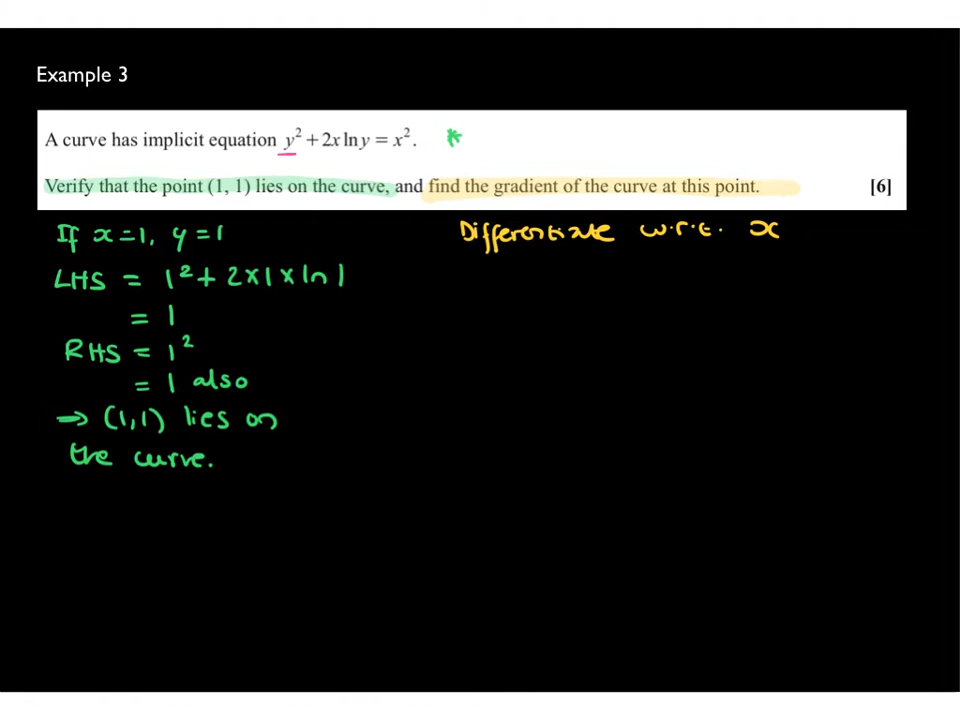 Example 3
A curve has implicit equation y² + 2x ln y = x².
Verify that the point (1, 1) lies on the curve, and find the gradient of the curve at this point. [6]
If x = 1, y = 1
LHS = 1² + 2 × 1 × ln 1
= 1
RHS = 1²
= 1 also
⇒ (1,1) lies on
the curve.
Differentiate w.r.t. x